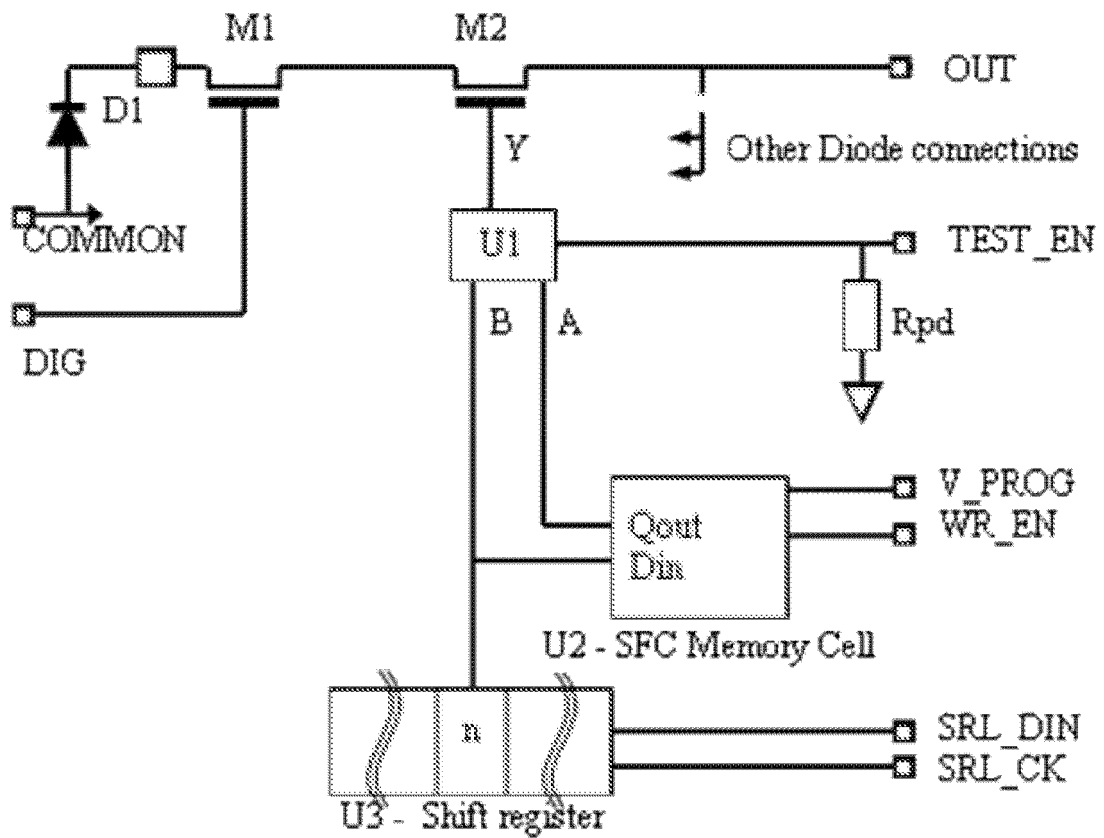 M1
M2
OUT
D1
Y
Other Diode connections
COMMON
U1
TEST_EN
B
A
Rpd
DIG
V_PROG
Qout
WR_EN
Din
U2 - SFC Memory Cell
n
SRL_DIN
SRL_CK
U3 - Shift register